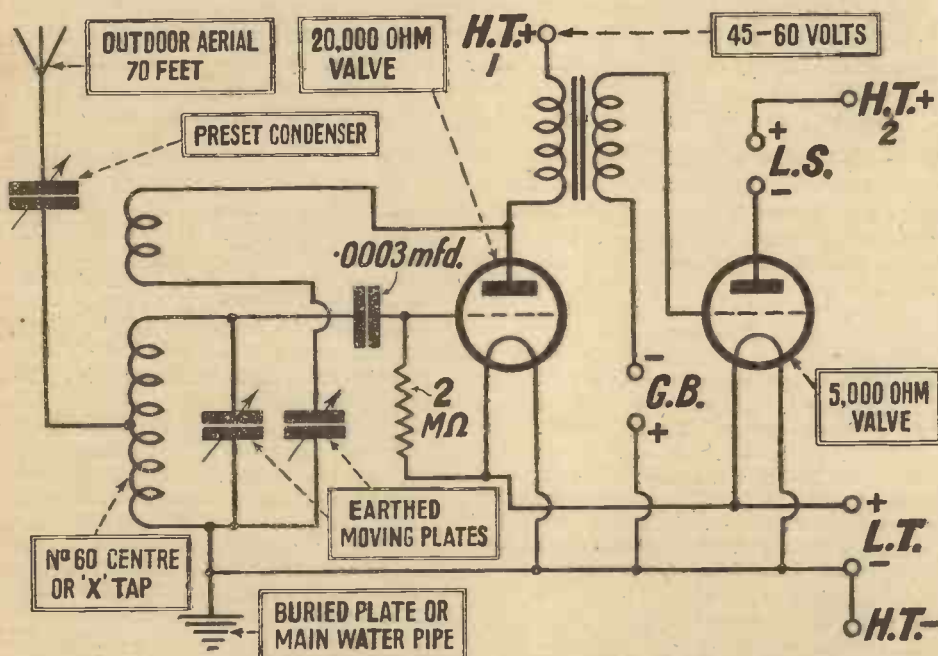 OUTDOOR AERIAL
70 FEET
20,000 OHM
VALVE
H.T.+
1
45-60 VOLTS
PRESET CONDENSER
H.T.+
2
+
L.S.
-
.0003 mfd.
2
MΩ
-
G.B.
+
5,000 OHM
VALVE
EARTHED
MOVING PLATES
Nº 60 CENTRE
OR 'X' TAP
+
L.T.
-
BURIED PLATE OR
MAIN WATER PIPE
H.T.-